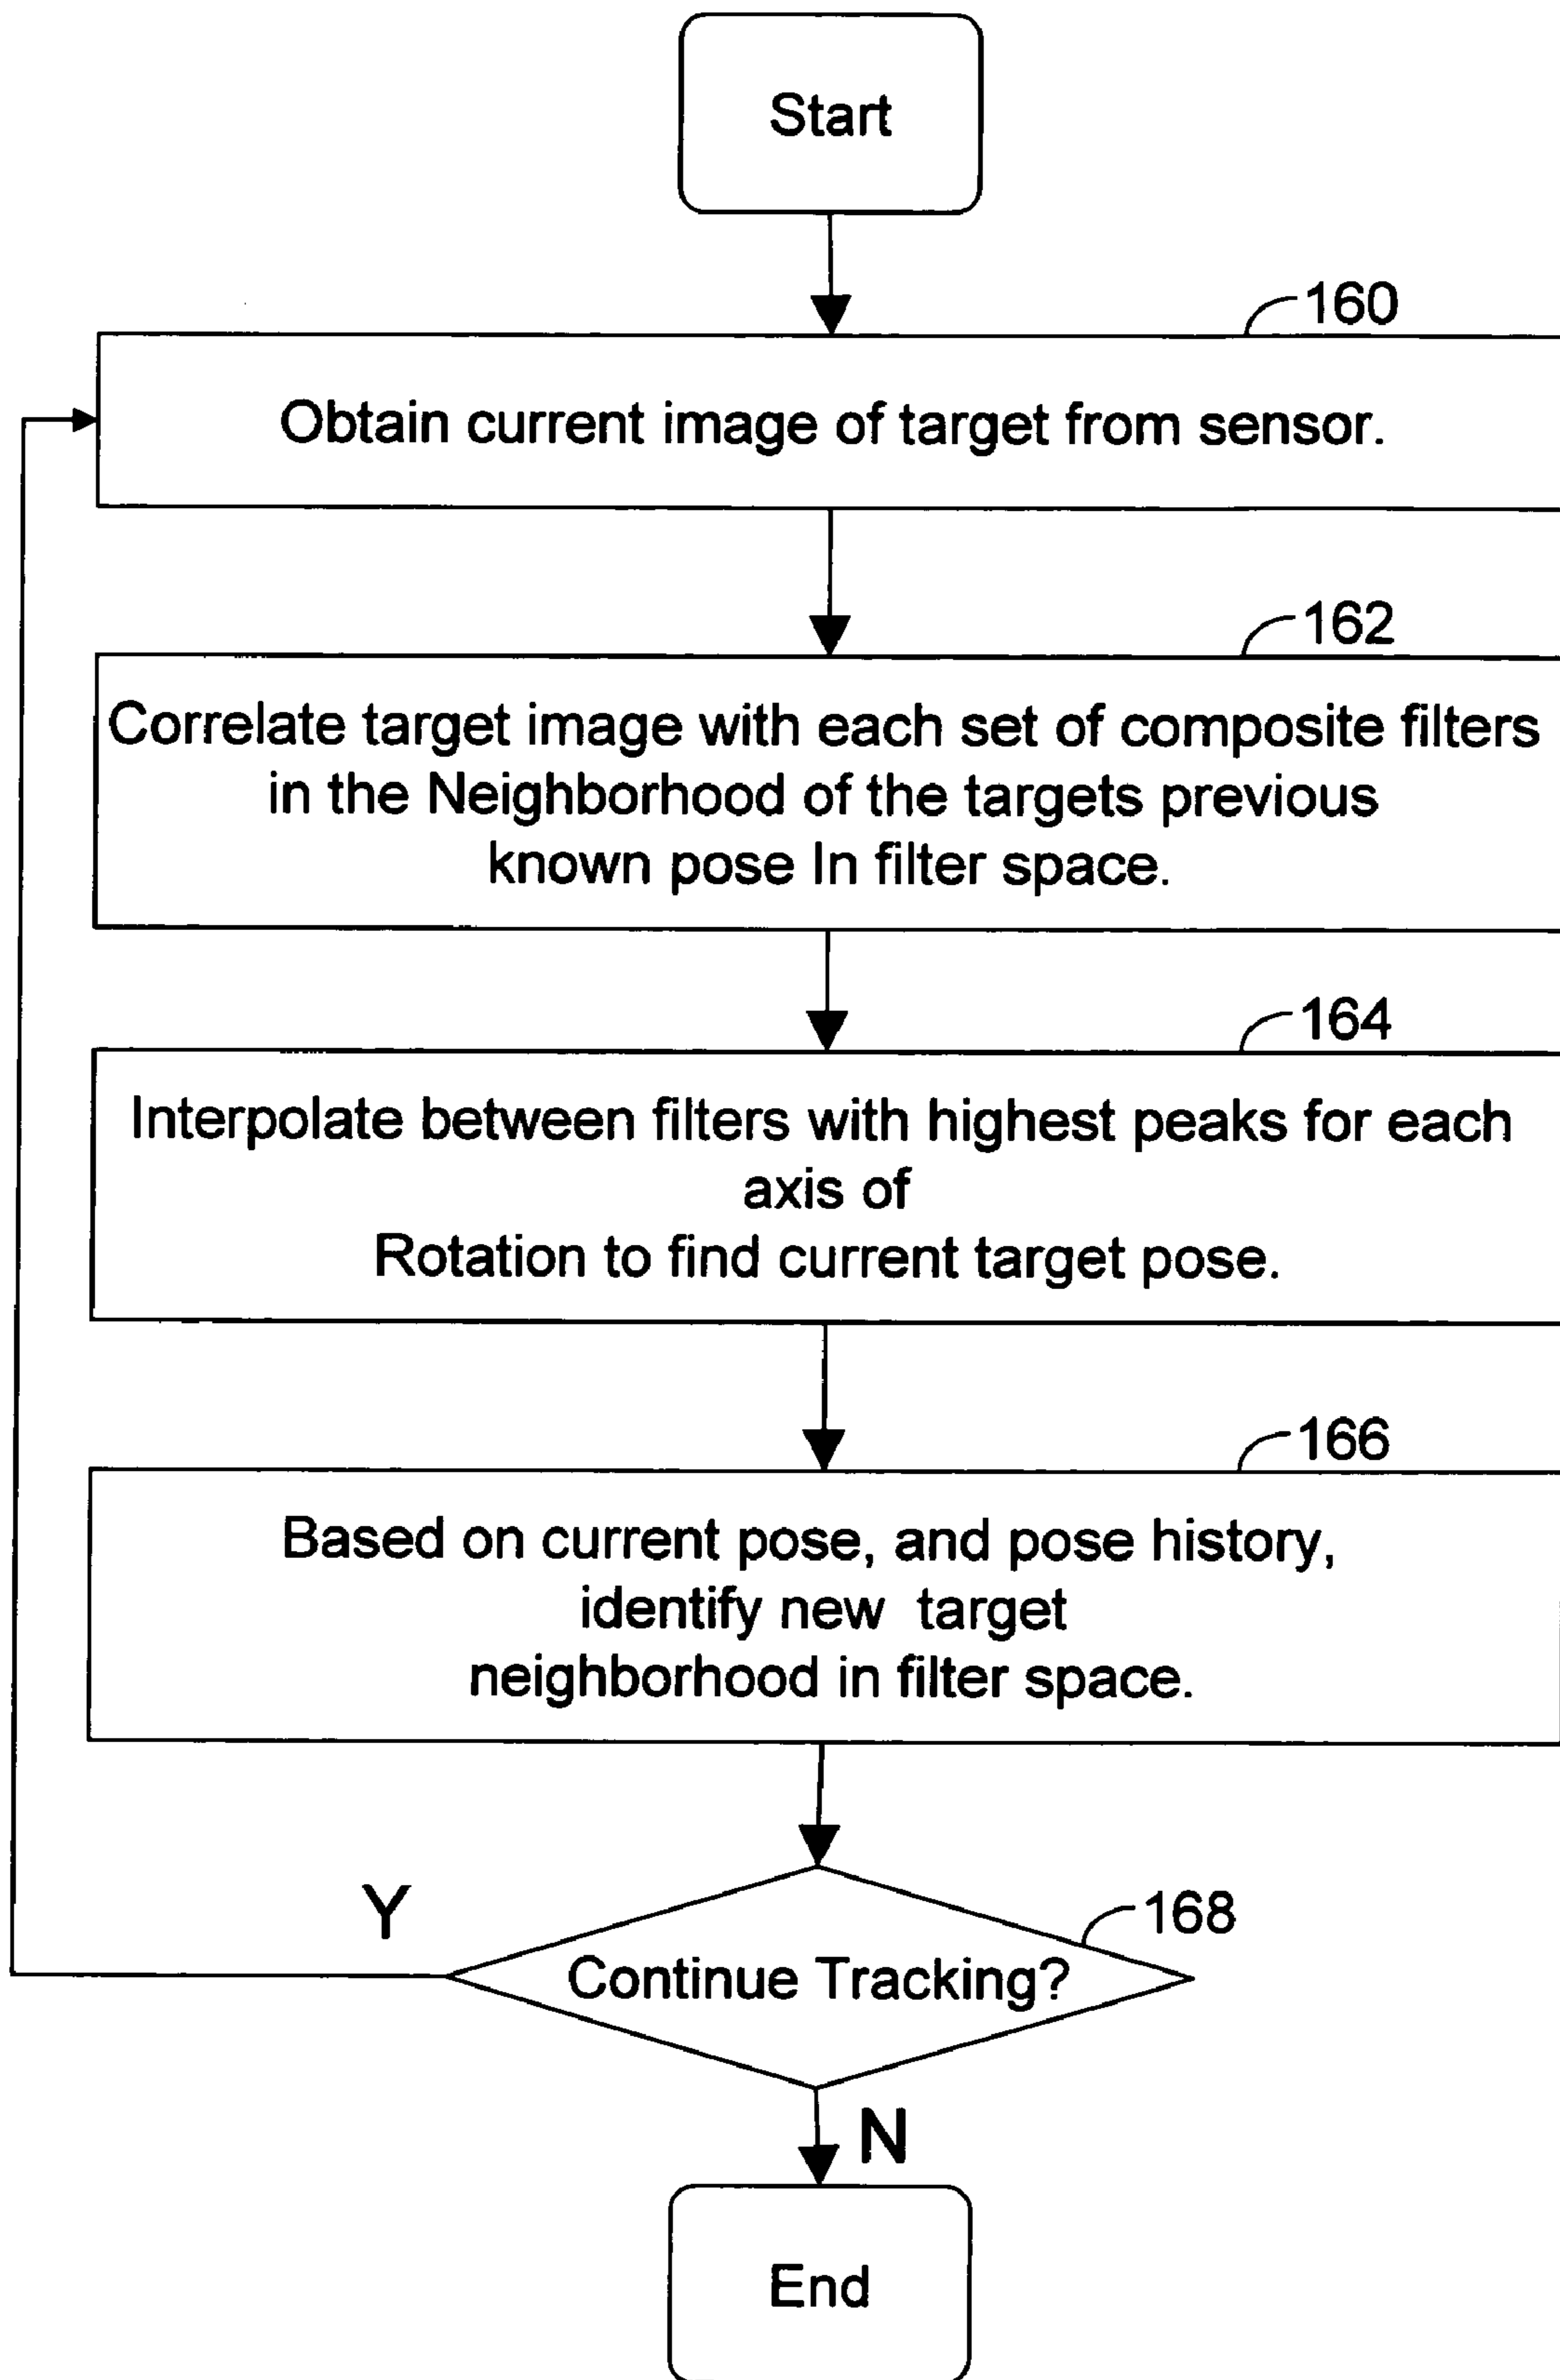 Start
160
Obtain current image of target from sensor.
162
Correlate target image with each set of composite filters
in the Neighborhood of the targets previous
known pose In filter space.
164
Interpolate between filters with highest peaks for each
axis of
Rotation to find current target pose.
166
Based on current pose, and pose history,
identify new target
neighborhood in filter space.
Y
168
Continue Tracking?
N
End